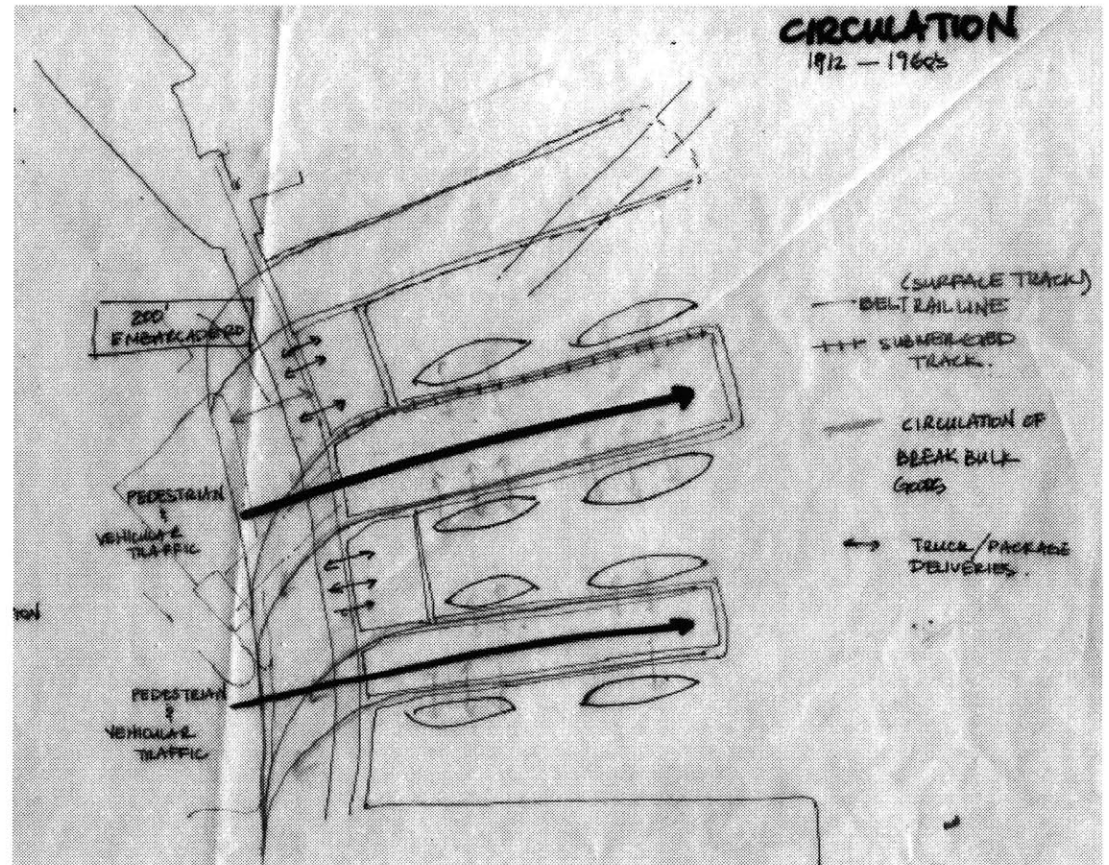 CIRCULATION
1912 — 1960's
200'
EMBARCADERO
(SURFACE TRACK)
BELT RAIL LINE
SUBMERGED
TRACK.
CIRCULATION OF
BREAK BULK
GOODS
TRUCK/PACKAGE
DELIVERIES.
PEDESTRIAN
&
VEHICULAR
TRAFFIC
PEDESTRIAN
&
VEHICULAR
TRAFFIC